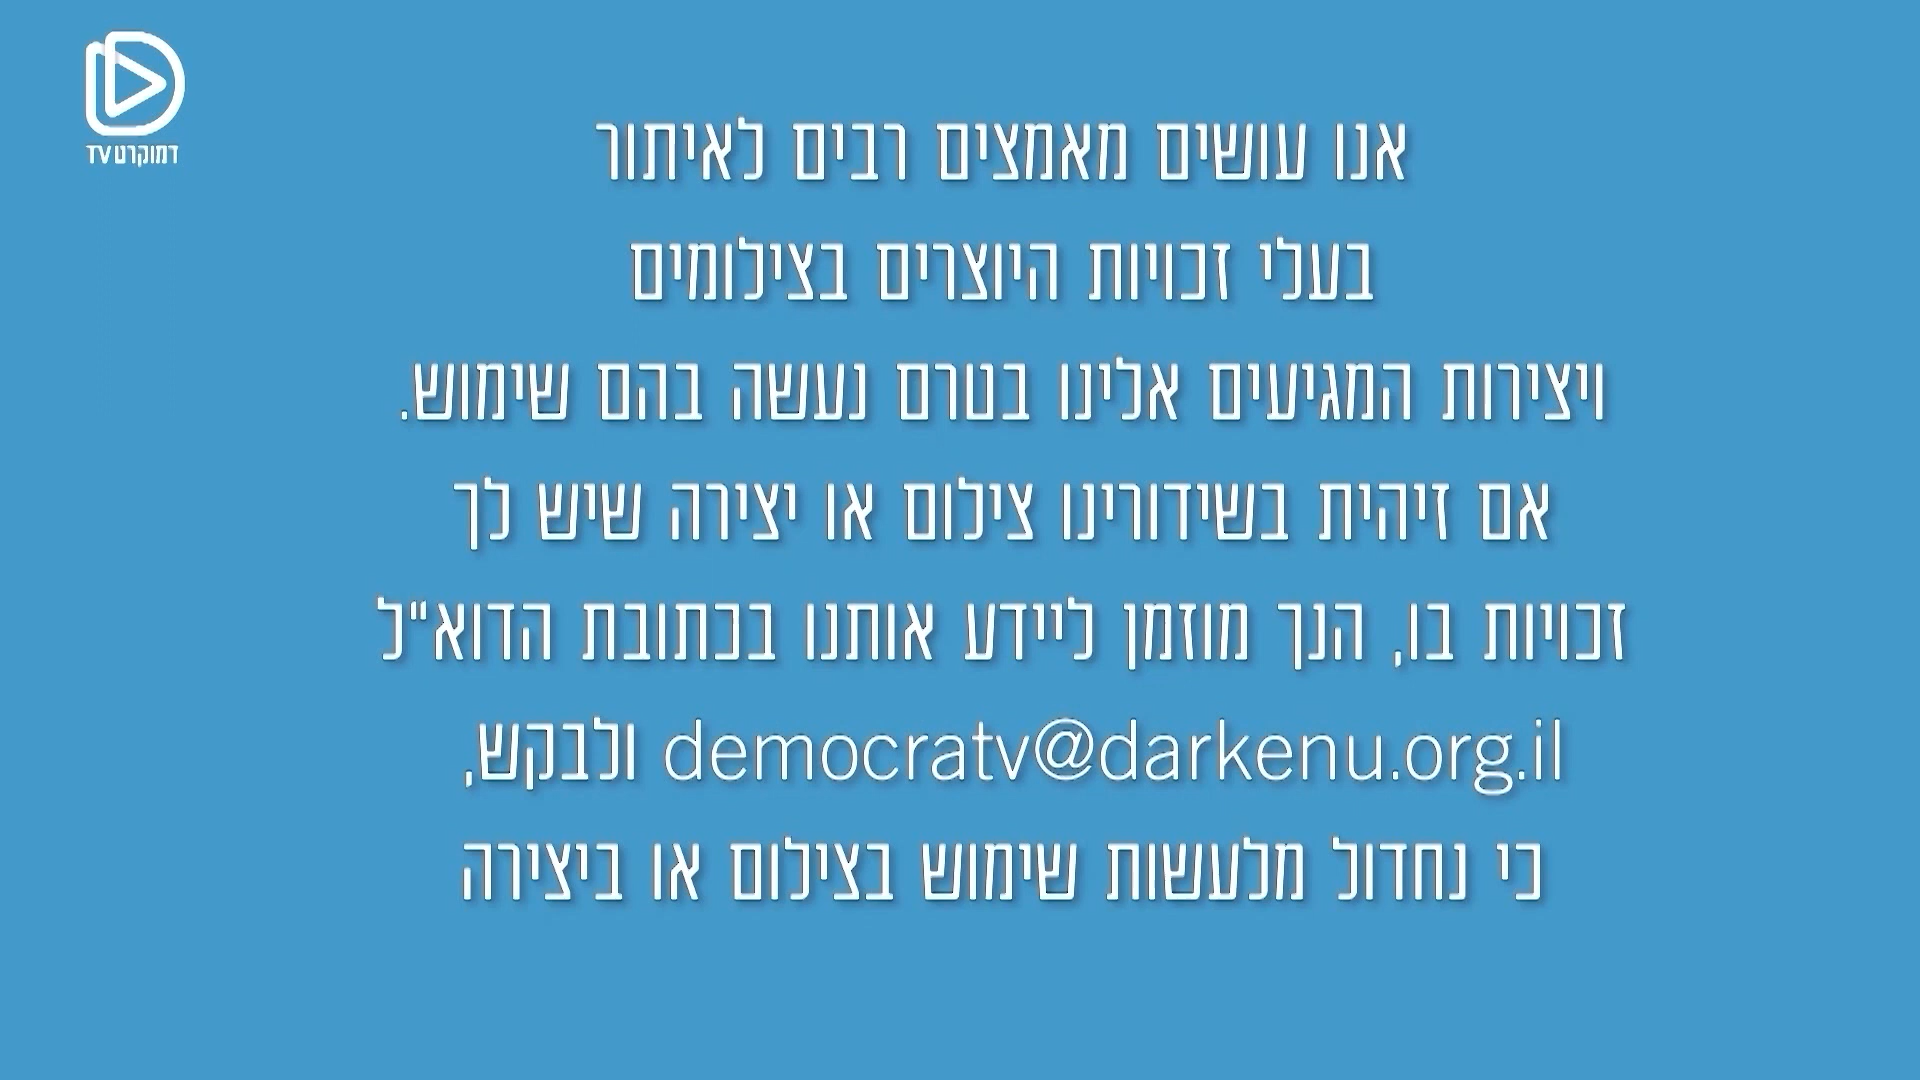 דמוקרטTV
אנו עושים מאמצים רבים לאיתור
בעלי זכויות היוצרים בצילומים
ויצירות המגיעים אלינו בטרם נעשה בהם שימוש.
אם זיהית בשידורינו צילום או יצירה שיש לך
זכויות בו, הנך מוזמן ליידע אותנו בכתובת הדוא"ל
democratv@darkenu.org.il ולבקש,
כי נחדול מלעשות שימוש בצילום או ביצירה